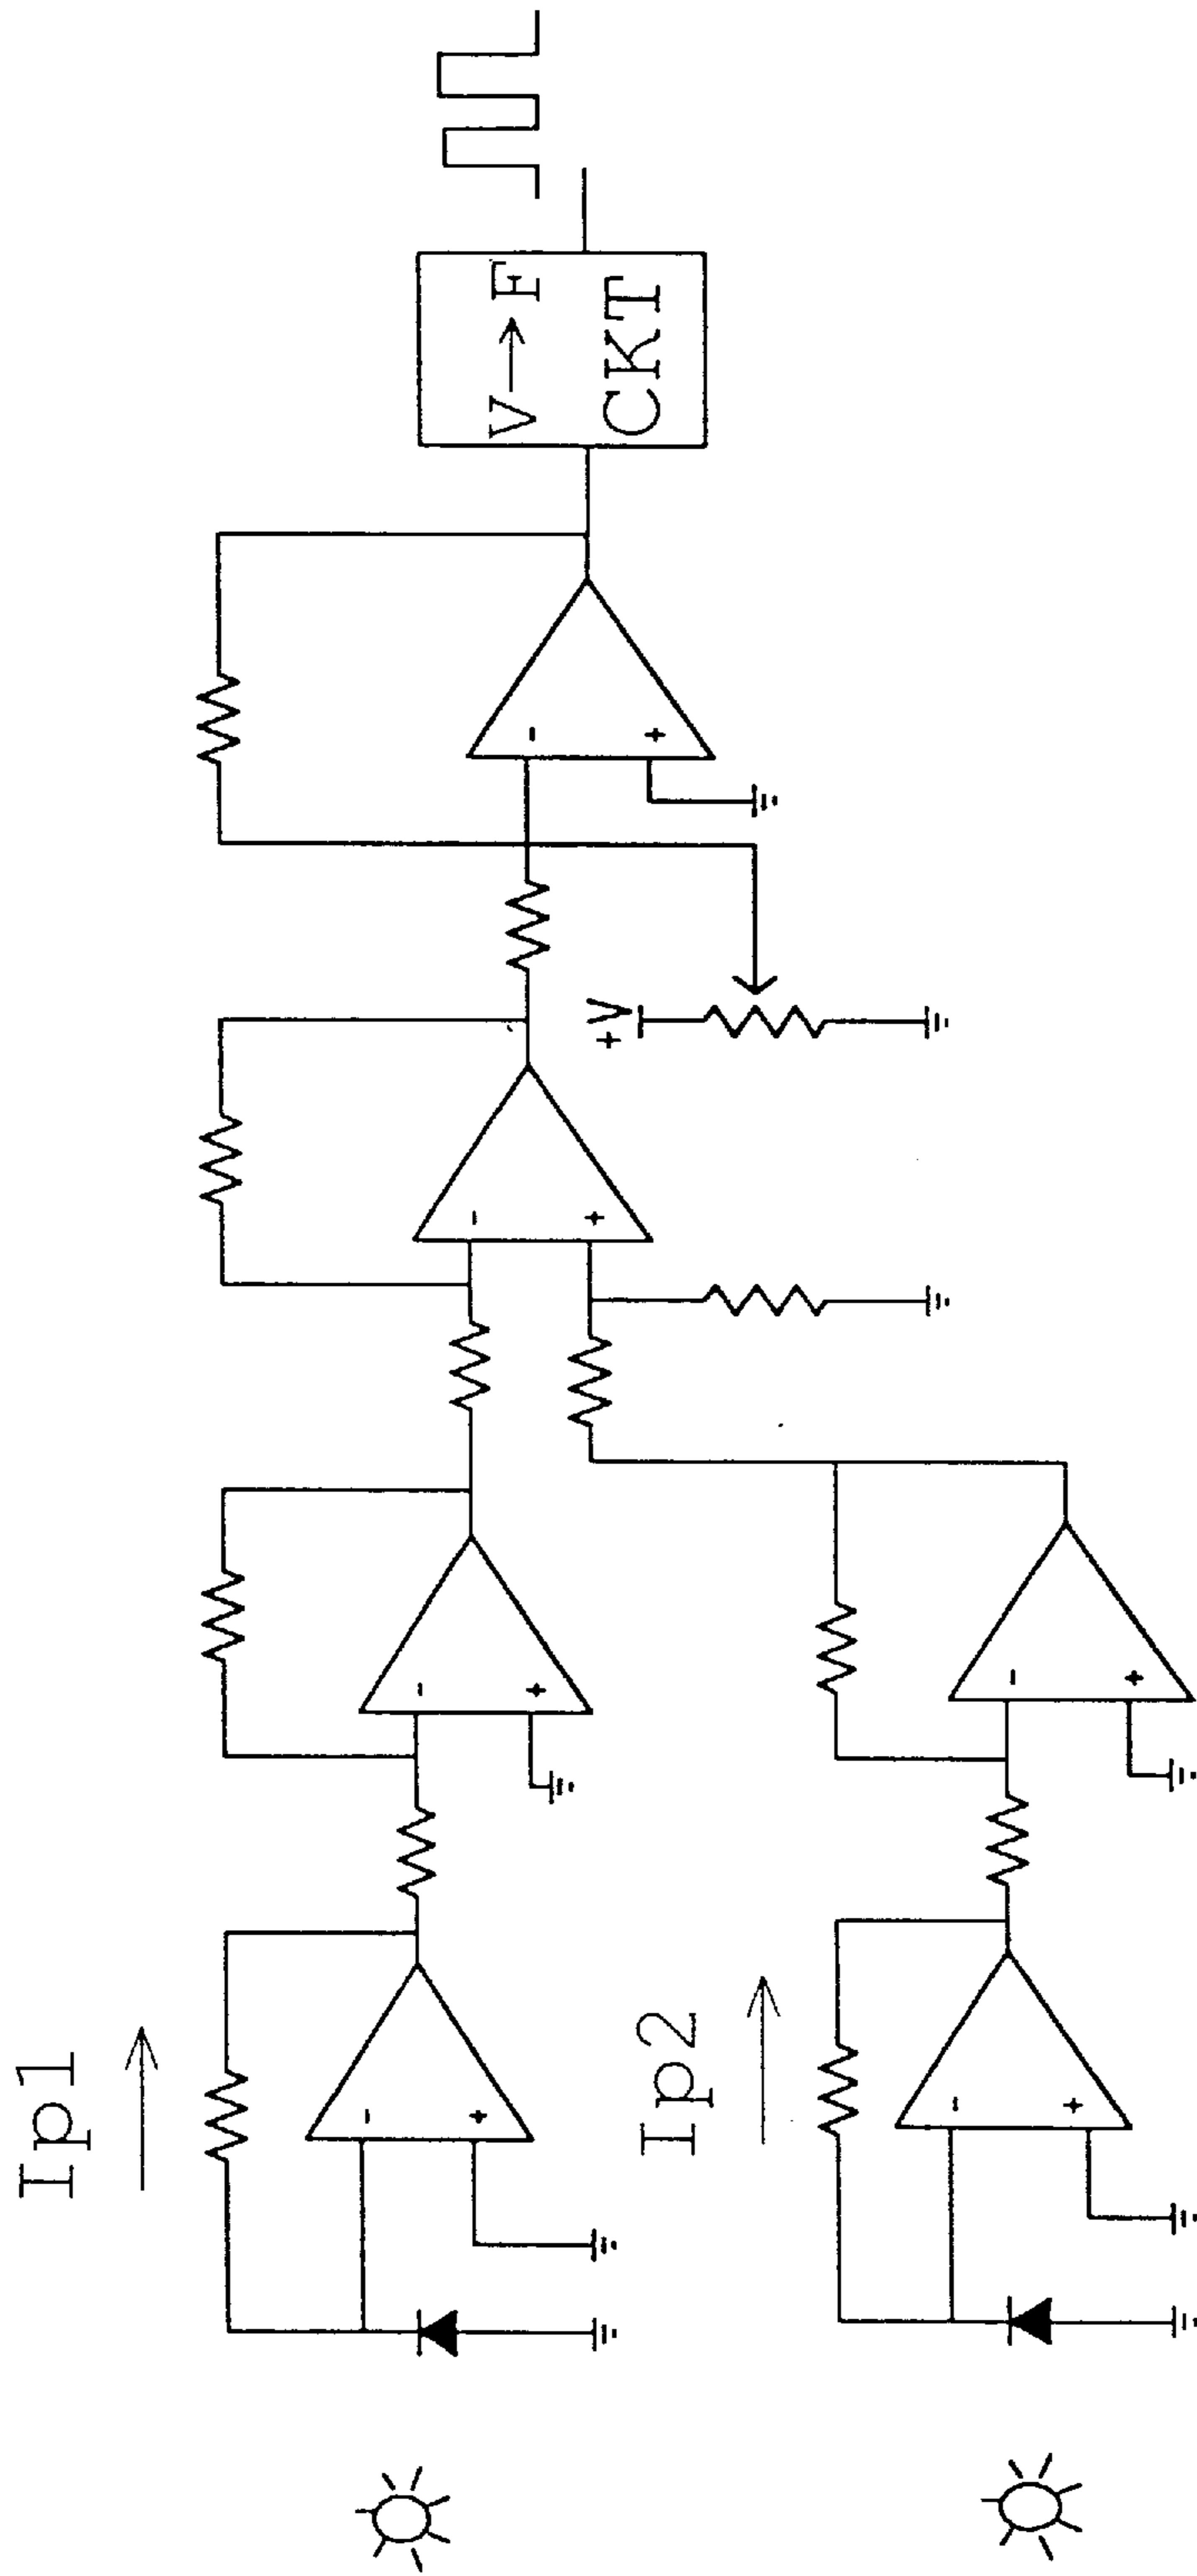 Ip1
Ip2
- +
- +
- +
- +
- +
- +
+V
V→F
CKT